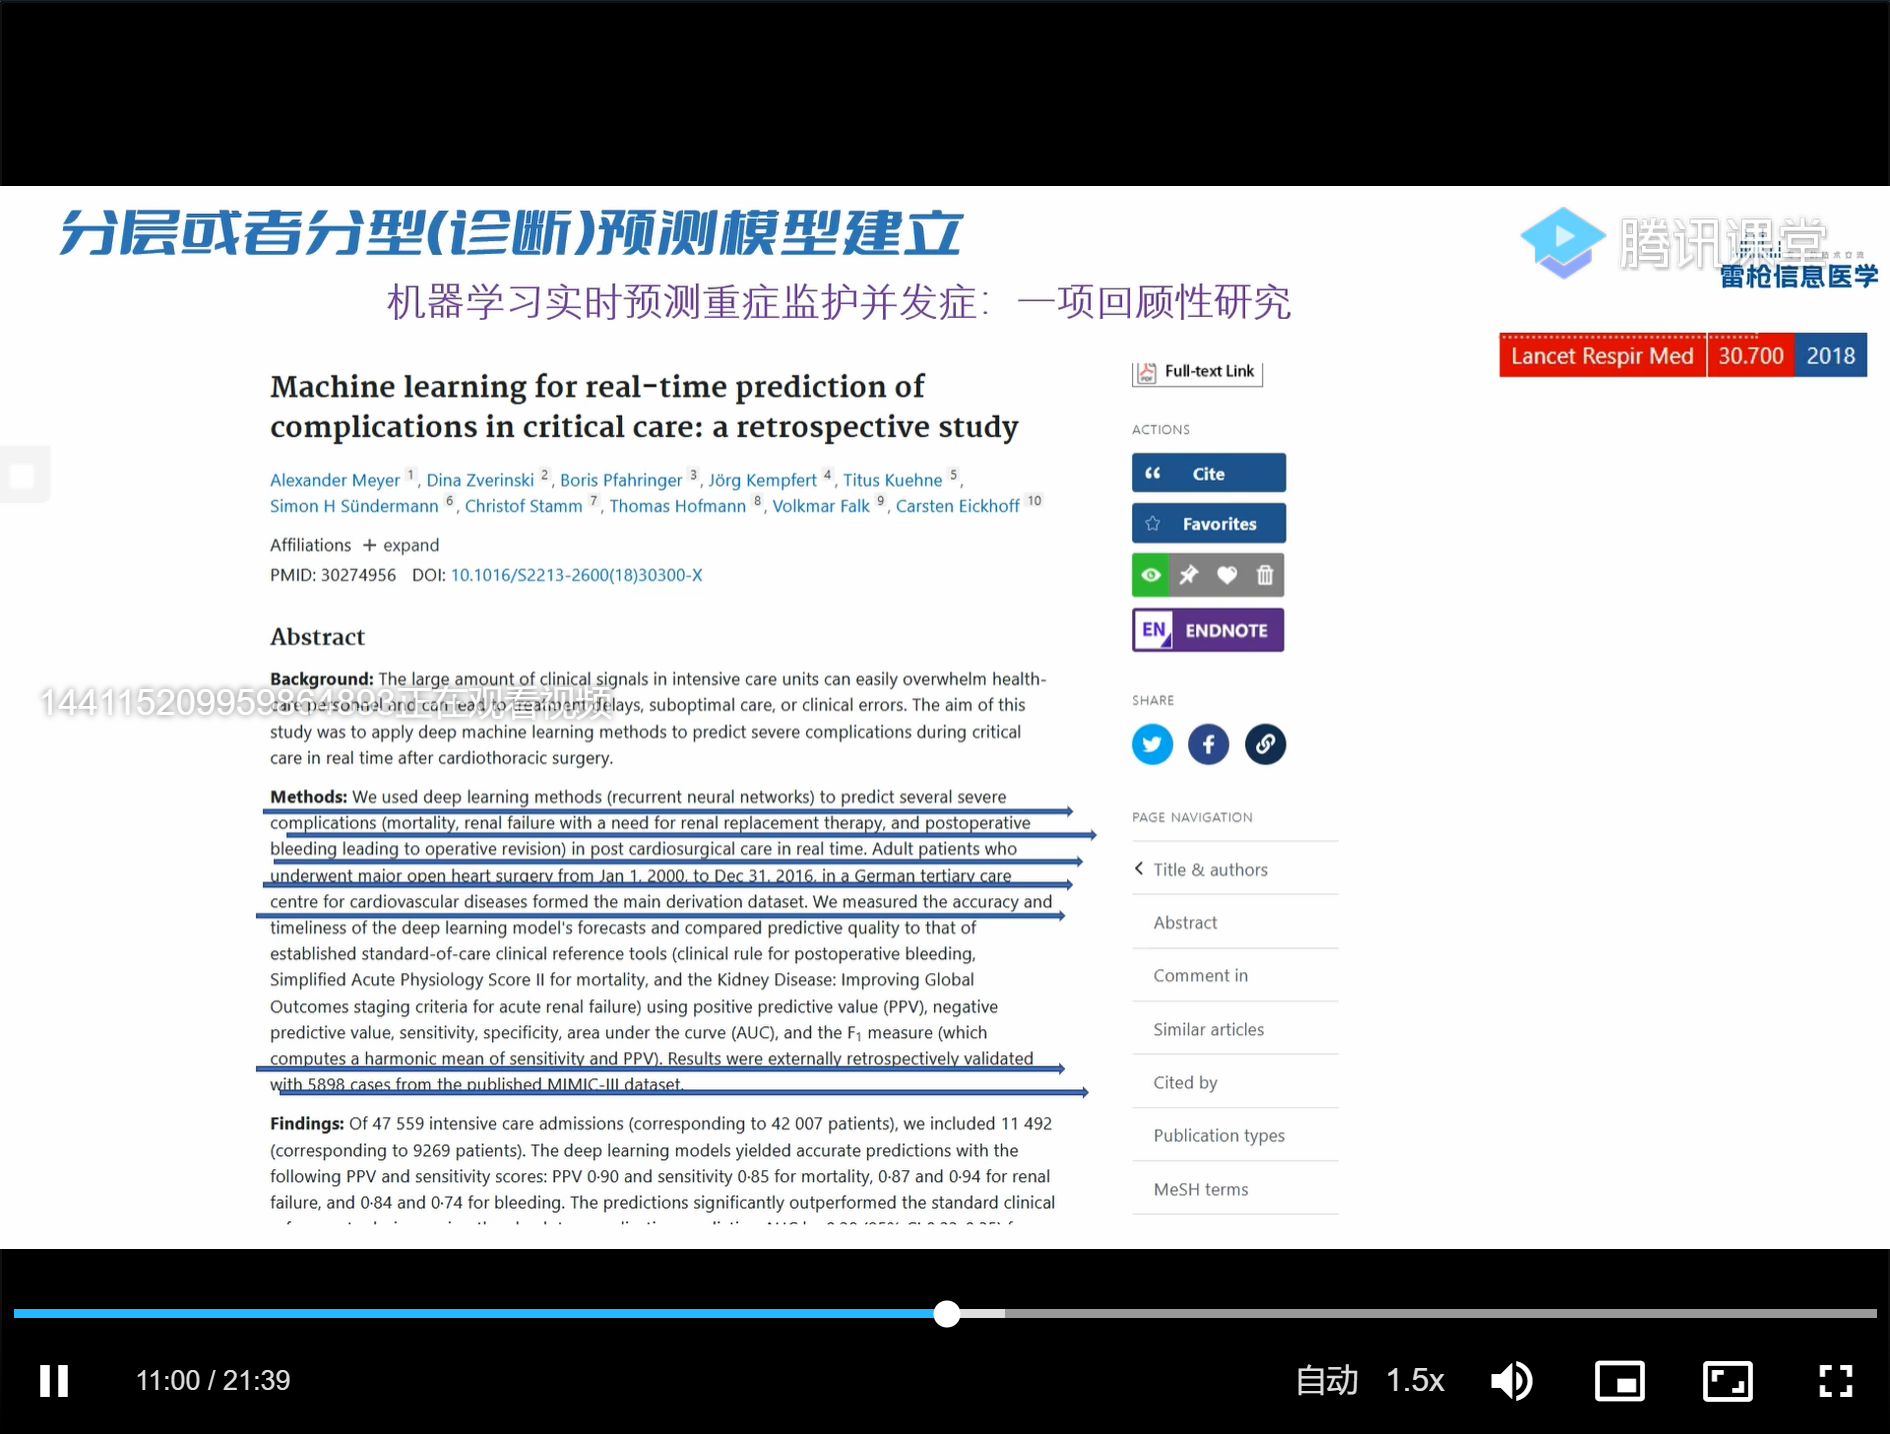 分层或者分型(诊断)预测模型建立
腾讯课堂
雷枪信息医学
机器学习实时预测重症监护并发症：一项回顾性研究
Lancet Respir Med 30.700 2018
Machine learning for real-time prediction of
complications in critical care: a retrospective study
Alexander Meyer 1, Dina Zverinski 2, Boris Pfahringer 3, Jörg Kempfert 4, Titus Kuehne 5,
Simon H Sündermann 6, Christof Stamm 7, Thomas Hofmann 8, Volkmar Falk 9, Carsten Eickhoff 10
Affiliations + expand
PMID: 30274956 DOI: 10.1016/S2213-2600(18)30300-X
Abstract
Background: The large amount of clinical signals in intensive care units can easily overwhelm health-
care personnel and can lead to treatment delays, suboptimal care, or clinical errors. The aim of this
study was to apply deep machine learning methods to predict severe complications during critical
care in real time after cardiothoracic surgery.
144115209959864893正在观看视频
Methods: We used deep learning methods (recurrent neural networks) to predict several severe
complications (mortality, renal failure with a need for renal replacement therapy, and postoperative
bleeding leading to operative revision) in post cardiosurgical care in real time. Adult patients who
underwent major open heart surgery from Jan 1, 2000, to Dec 31, 2016, in a German tertiary care
centre for cardiovascular diseases formed the main derivation dataset. We measured the accuracy and
timeliness of the deep learning model's forecasts and compared predictive quality to that of
established standard-of-care clinical reference tools (clinical rule for postoperative bleeding,
Simplified Acute Physiology Score II for mortality, and the Kidney Disease: Improving Global
Outcomes staging criteria for acute renal failure) using positive predictive value (PPV), negative
predictive value, sensitivity, specificity, area under the curve (AUC), and the F1 measure (which
computes a harmonic mean of sensitivity and PPV). Results were externally retrospectively validated
with 5898 cases from the published MIMIC-III dataset.
Findings: Of 47 559 intensive care admissions (corresponding to 42 007 patients), we included 11 492
(corresponding to 9269 patients). The deep learning models yielded accurate predictions with the
following PPV and sensitivity scores: PPV 0·90 and sensitivity 0·85 for mortality, 0·87 and 0·94 for renal
failure, and 0·84 and 0·74 for bleeding. The predictions significantly outperformed the standard clinical
Full-text Link
ACTIONS
Cite
Favorites
EN ENDNOTE
SHARE
PAGE NAVIGATION
Title & authors
Abstract
Comment in
Similar articles
Cited by
Publication types
MeSH terms
11:00 / 21:39
自动 1.5x